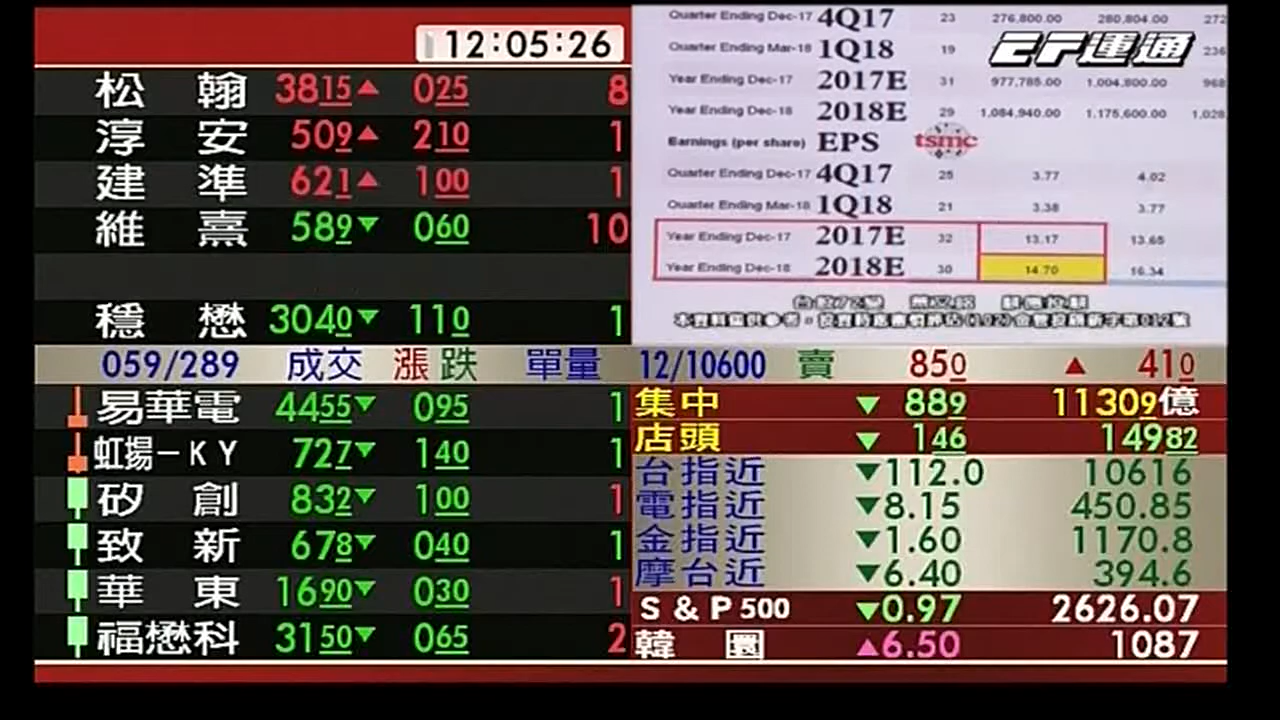 12:05:26
松翰 3815▲ 025 8
淳安 509▲ 210 1
建準 621▲ 100 1
維熹 589▼ 060 10
穩懋 3040▼ 110 1
059/289 成交 漲跌 單量
易華電 4455▼ 095 1
虹揚－KY 727▼ 140 1
矽創 832▼ 100 1
致新 678▼ 040 1
華東 1690▼ 030 1
福懋科 3150▼ 065 2
Quarter Ending Dec-17 4Q17 23 276,800.00 280,804.00 272
Quarter Ending Mar-18 1Q18 19 236
運通
Year Ending Dec-17 2017E 31 977,785.00 1,004,800.00 968
Year Ending Dec-18 2018E 29 1,084,940.00 1,175,600.00 1,028
Earnings (per share) EPS tsmc
Quarter Ending Dec-17 4Q17 25 3.77 4.02
Quarter Ending Mar-18 1Q18 21 3.38 3.77
Year Ending Dec-17 2017E 32 13.17 13.65
Year Ending Dec-18 2018E 30 14.70 16.34
12/10600 賣 850 ▲ 410
集中 ▼ 889 11309億
店頭 ▼ 146 14982
台指近 ▼112.0 10616
電指近 ▼8.15 450.85
金指近 ▼1.60 1170.8
摩台近 ▼6.40 394.6
S & P 500 ▼0.97 2626.07
韓圜 ▲6.50 1087